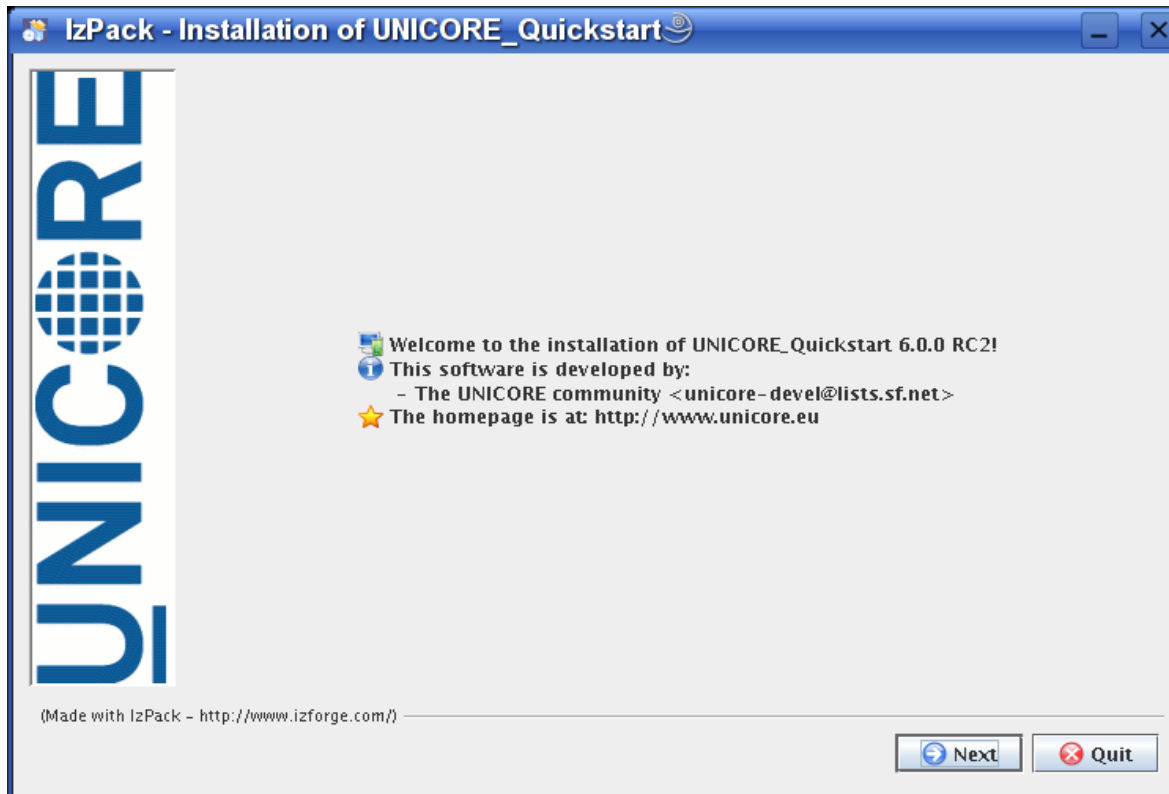 IzPack - Installation of UNICORE_Quickstart
UNICORE
Welcome to the installation of UNICORE_Quickstart 6.0.0 RC2!
This software is developed by:
- The UNICORE community <unicore-devel@lists.sf.net>
The homepage is at: http://www.unicore.eu
(Made with IzPack - http://www.izforge.com/)
Next
Quit